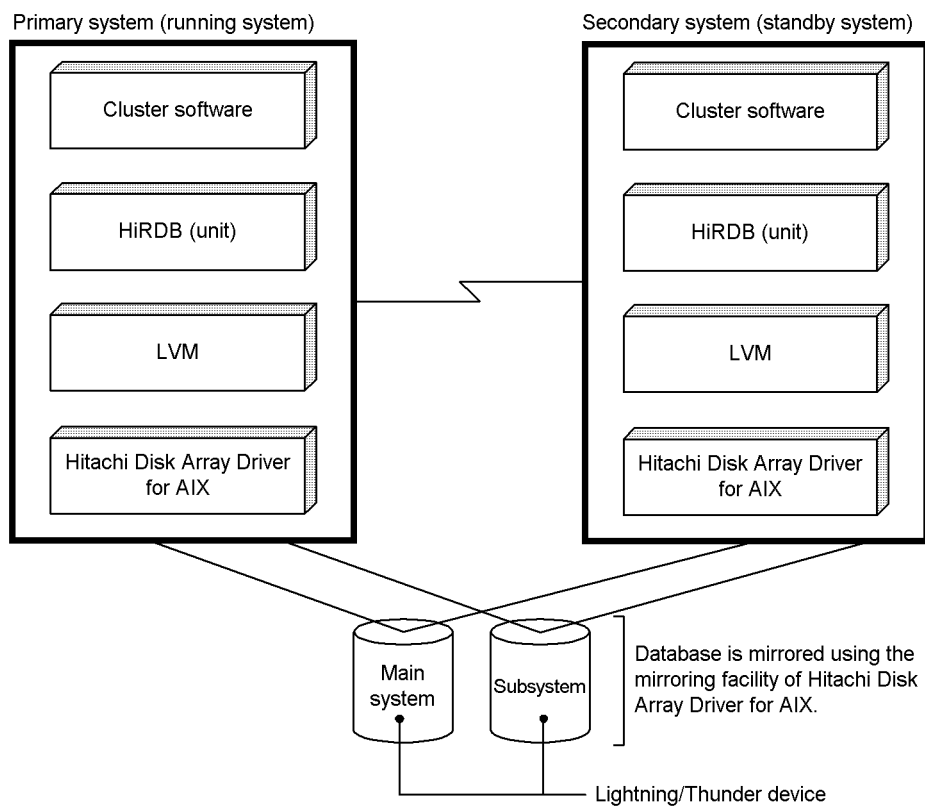 Primary system (running system)
Secondary system (standby system)
Cluster software
HiRDB (unit)
LVM
Hitachi Disk Array Driver
for AIX
Cluster software
HiRDB (unit)
LVM
Hitachi Disk Array Driver
for AIX
Main
system
Subsystem
Database is mirrored using the
mirroring facility of Hitachi Disk
Array Driver for AIX.
Lightning/Thunder device